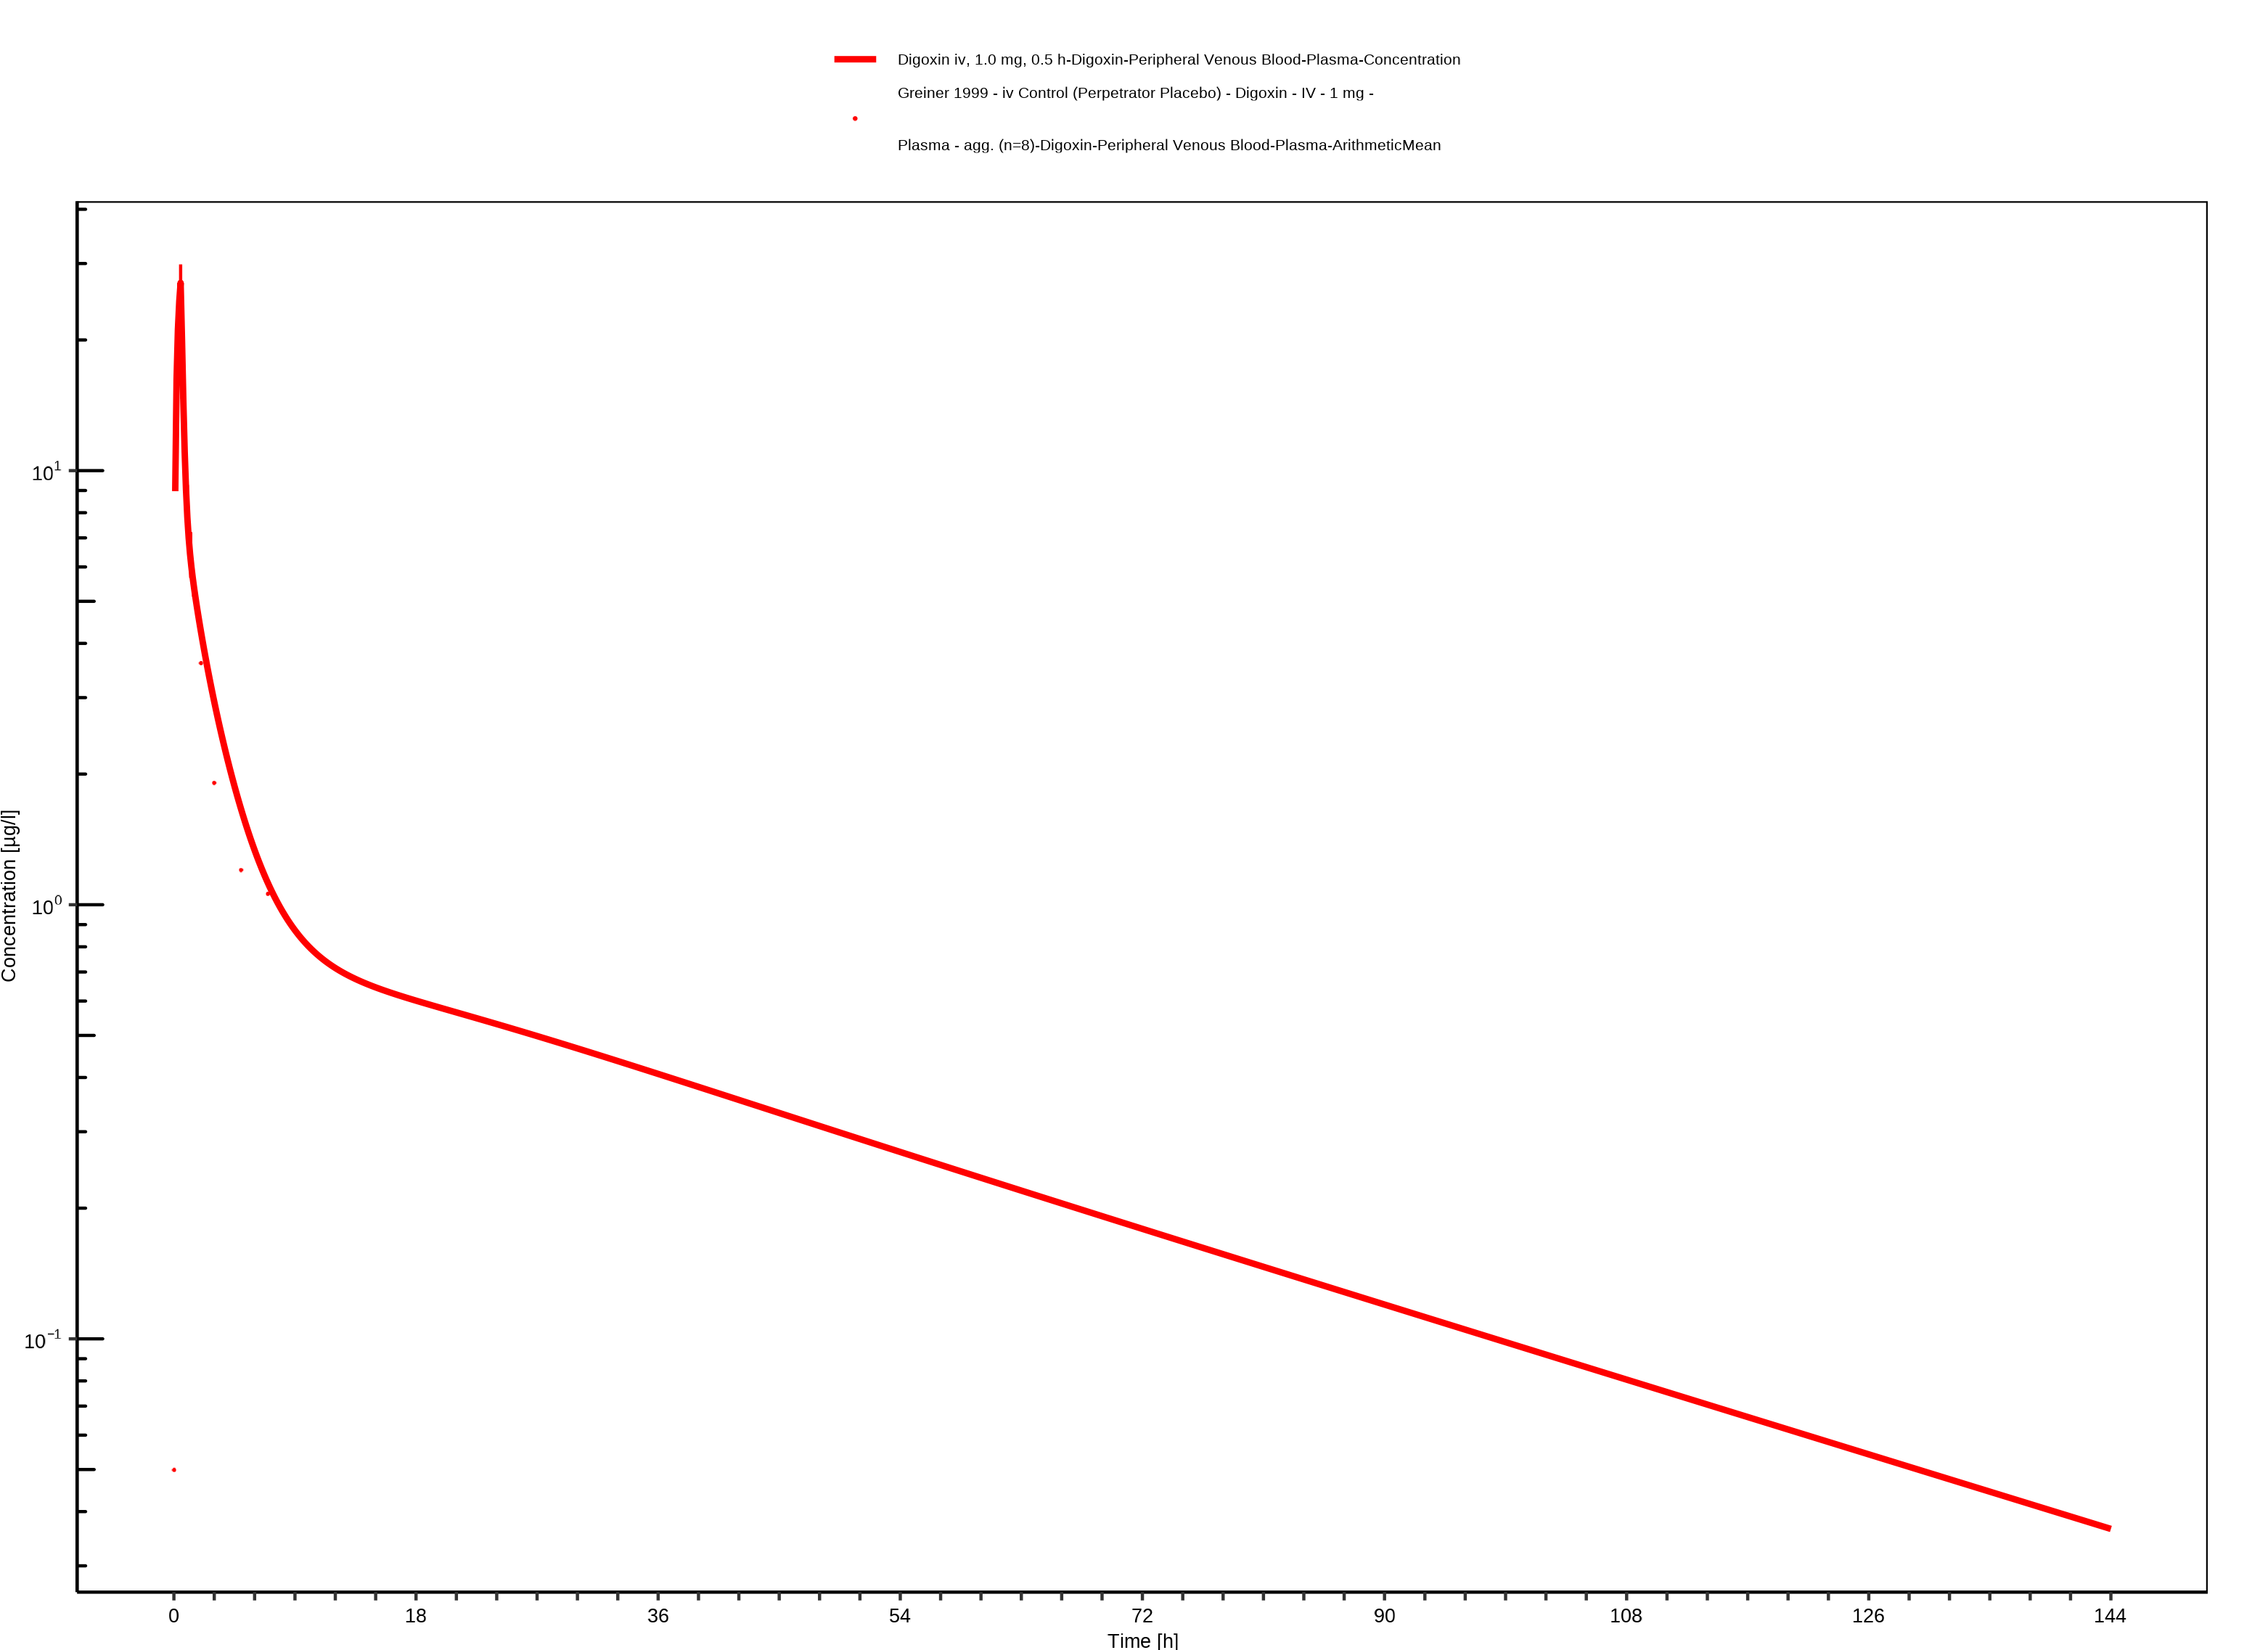 Digoxin iv, 1.0 mg, 0.5 h-Digoxin-Peripheral Venous Blood-Plasma-Concentration
Greiner 1999 - iv Control (Perpetrator Placebo) - Digoxin - IV - 1 mg -
Plasma - agg. (n=8)-Digoxin-Peripheral Venous Blood-Plasma-ArithmeticMean
10¹
10⁰
10⁻¹
Concentration [µg/l]
0 18 36 54 72 90 108 126 144
Time [h]